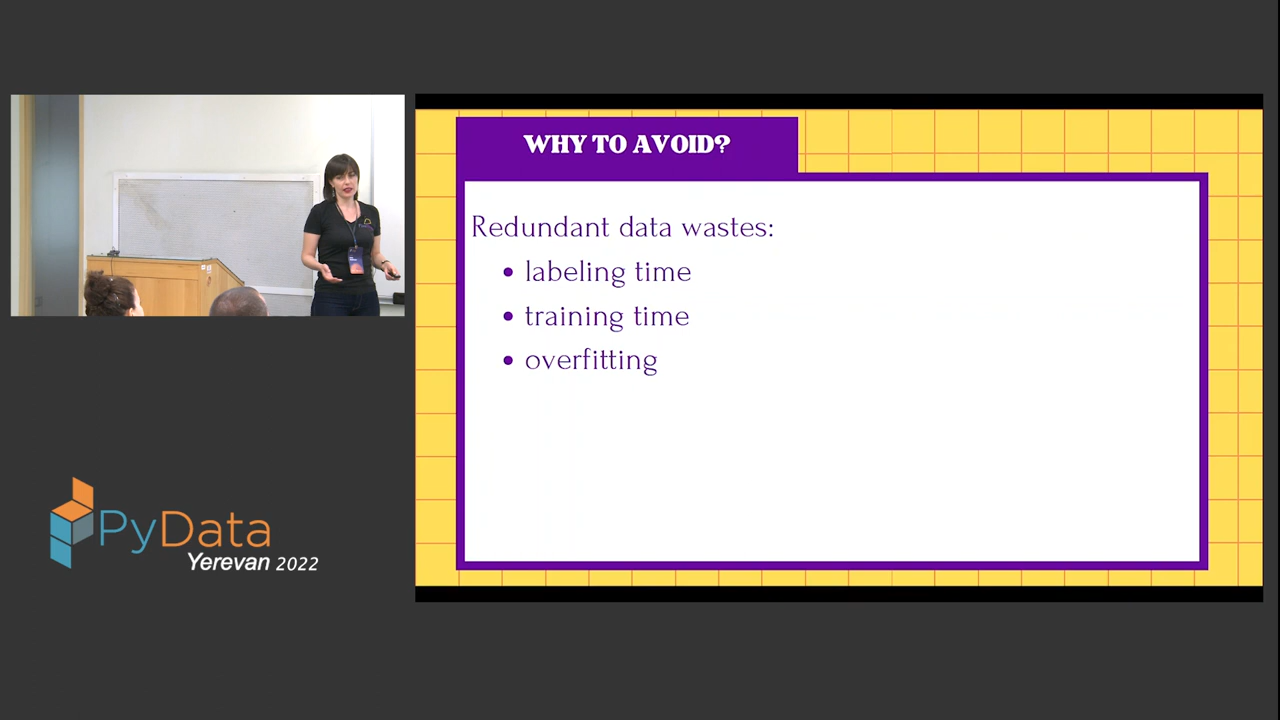 WHY TO AVOID?
Redundant data wastes:
• labeling time
• training time
• overfitting
PyData
Yerevan 2022